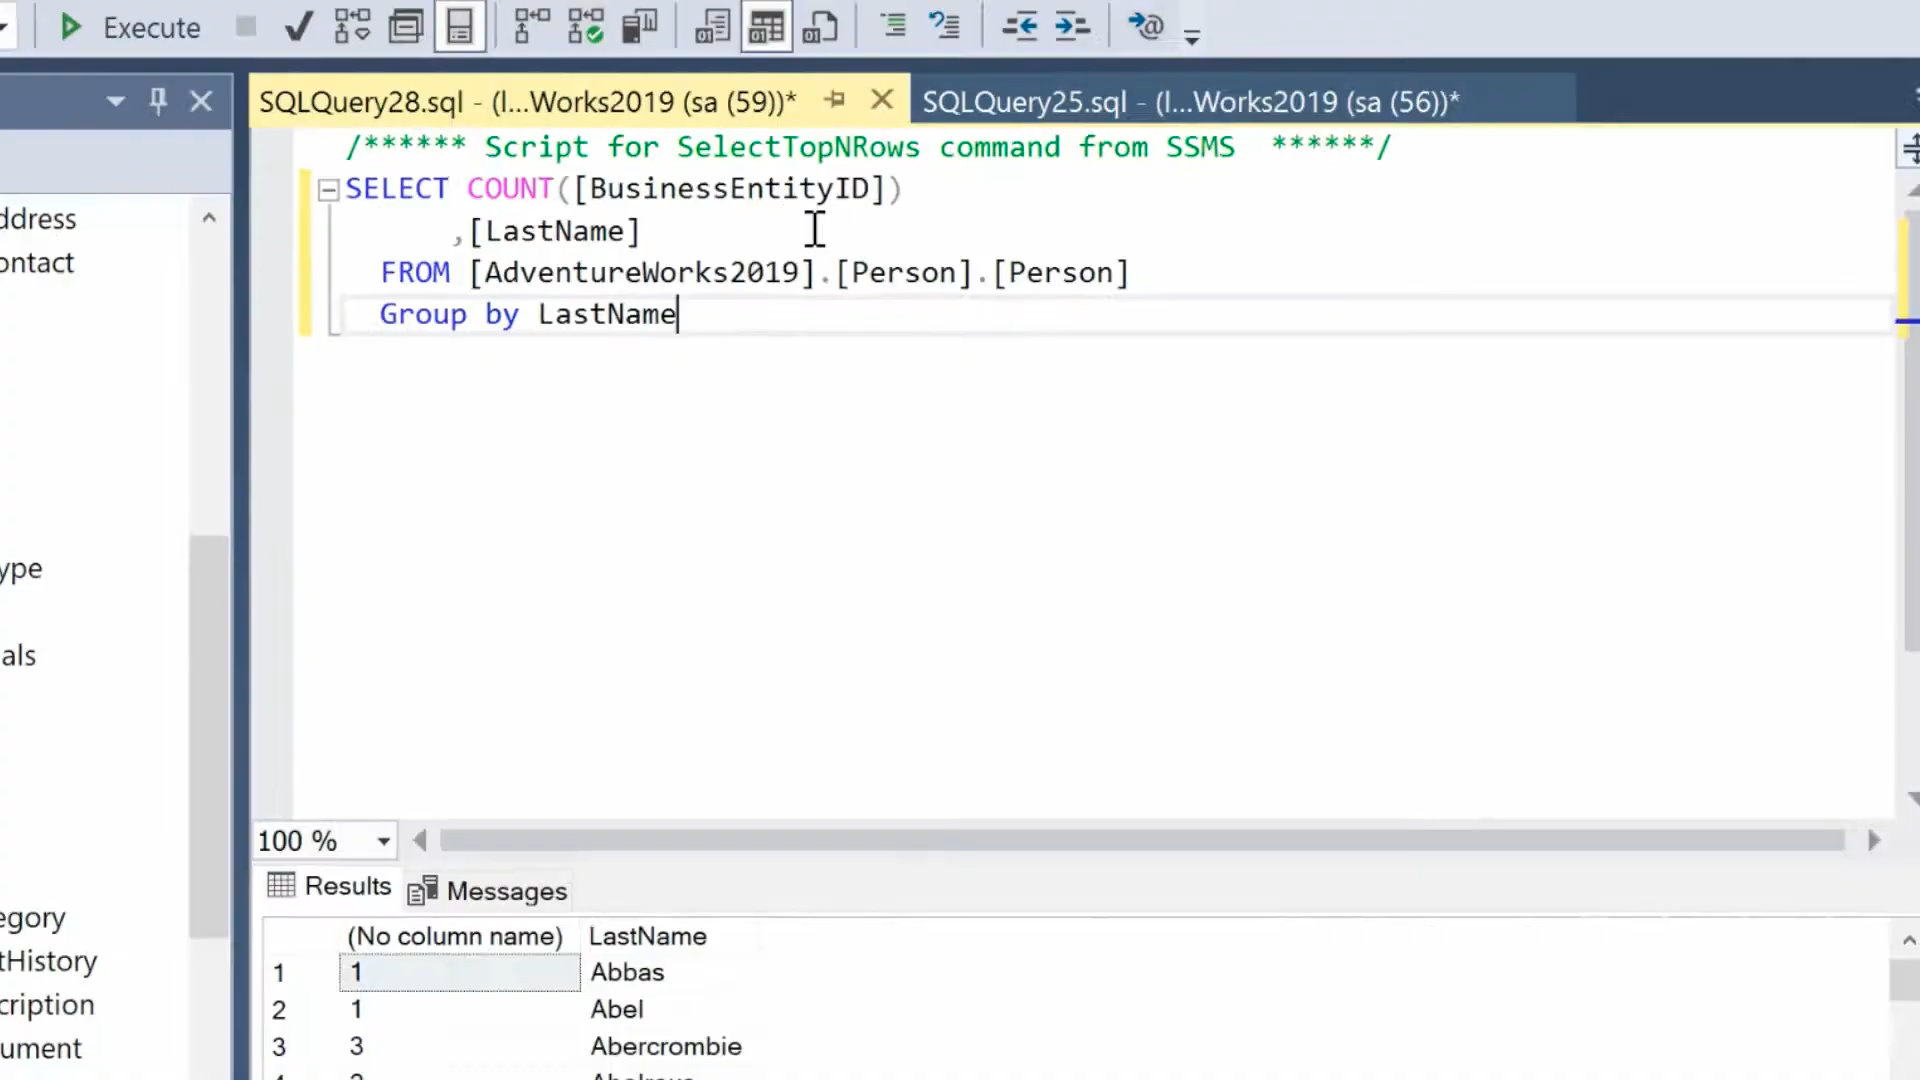 Execute
SQLQuery28.sql - (l...Works2019 (sa (59))*
SQLQuery25.sql - (l...Works2019 (sa (56))*
/****** Script for SelectTopNRows command from SSMS  ******/
SELECT COUNT([BusinessEntityID])
,[LastName]
FROM [AdventureWorks2019].[Person].[Person]
Group by LastName
ddress
ontact
ype
als
egory
tHistory
cription
ument
100 %
Results
Messages
(No column name) LastName
1 1 Abbas
2 1 Abel
3 3 Abercrombie